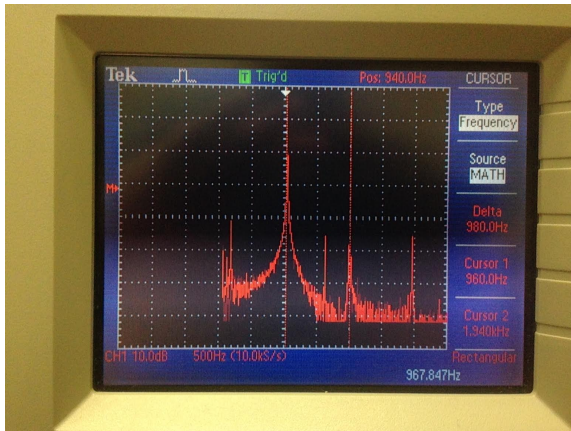 Tek T Trig'd Pos: 940.0Hz CURSOR
Type
Frequency
Source
MATH
M
Delta
980.0Hz
Cursor 1
960.0Hz
Cursor 2
1.940kHz
CH1 10.0dB 500Hz (10.0kS/s) Rectangular
967.847Hz